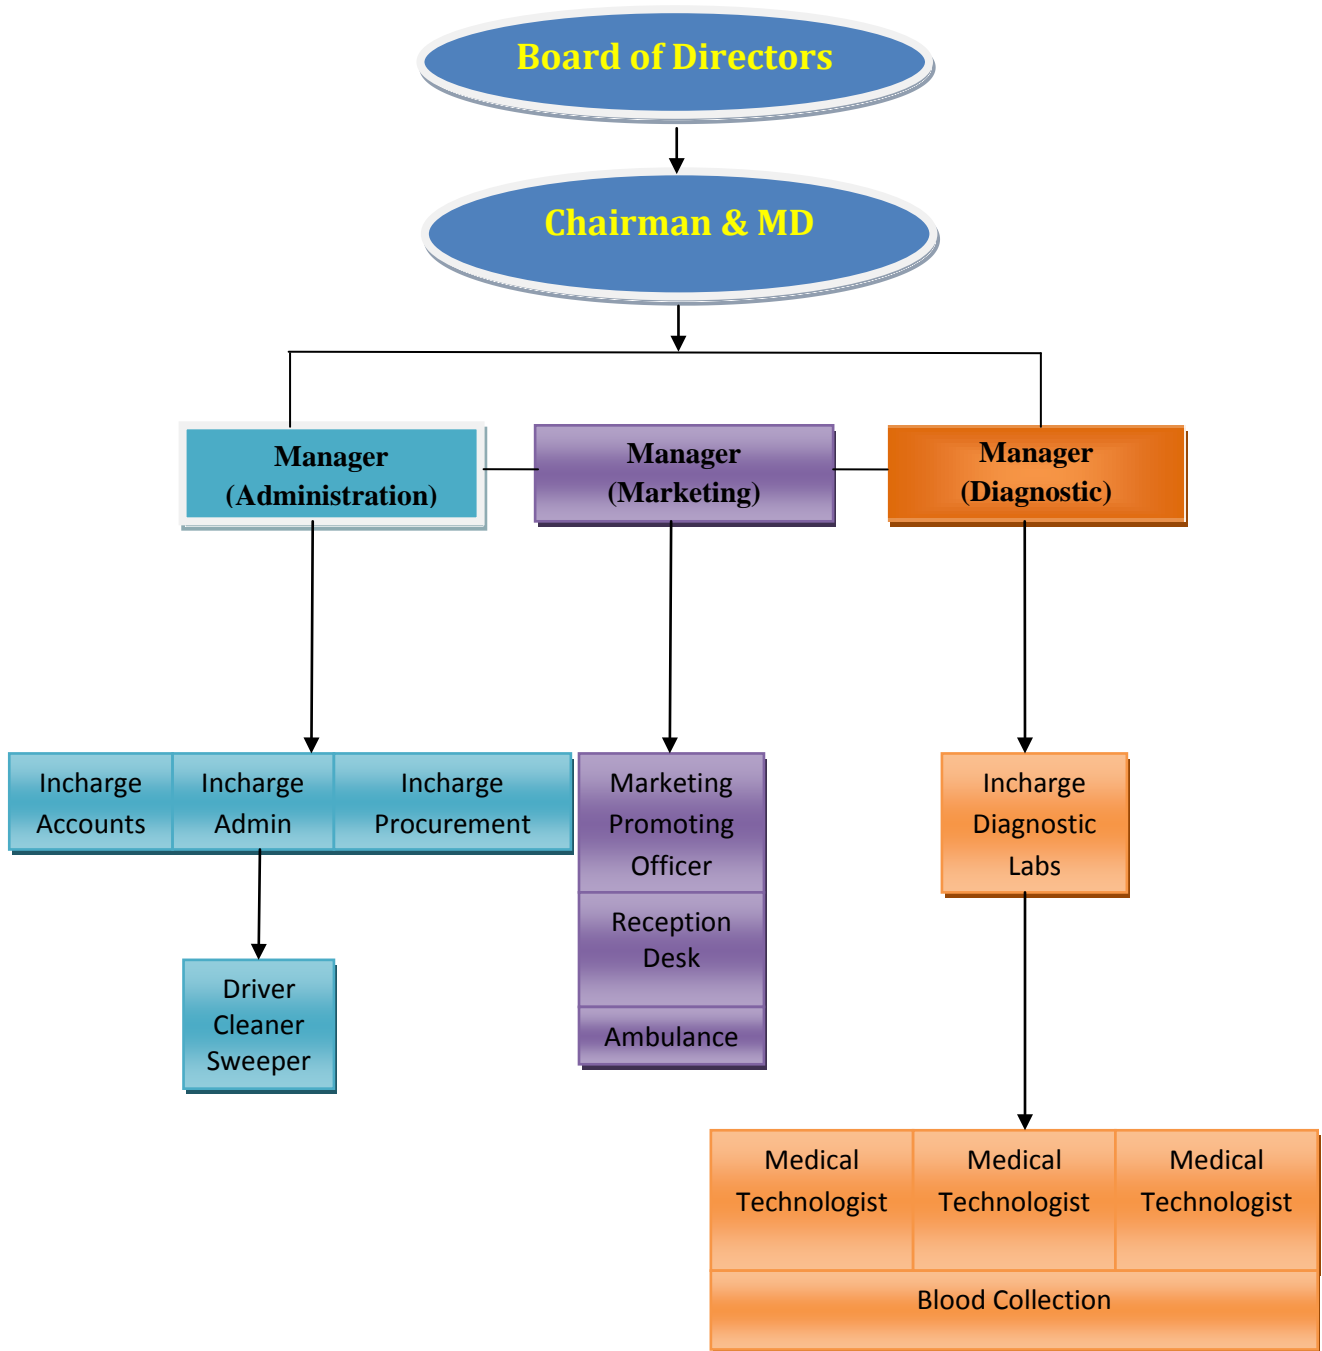 Board of Directors
Chairman & MD
Manager
(Administration)
Manager
(Marketing)
Manager
(Diagnostic)
Incharge
Accounts
Incharge
Admin
Incharge
Procurement
Marketing
Promoting
Officer
Reception
Desk
Ambulance
Incharge
Diagnostic
Labs
Driver
Cleaner
Sweeper
Medical
Technologist
Medical
Technologist
Medical
Technologist
Blood Collection